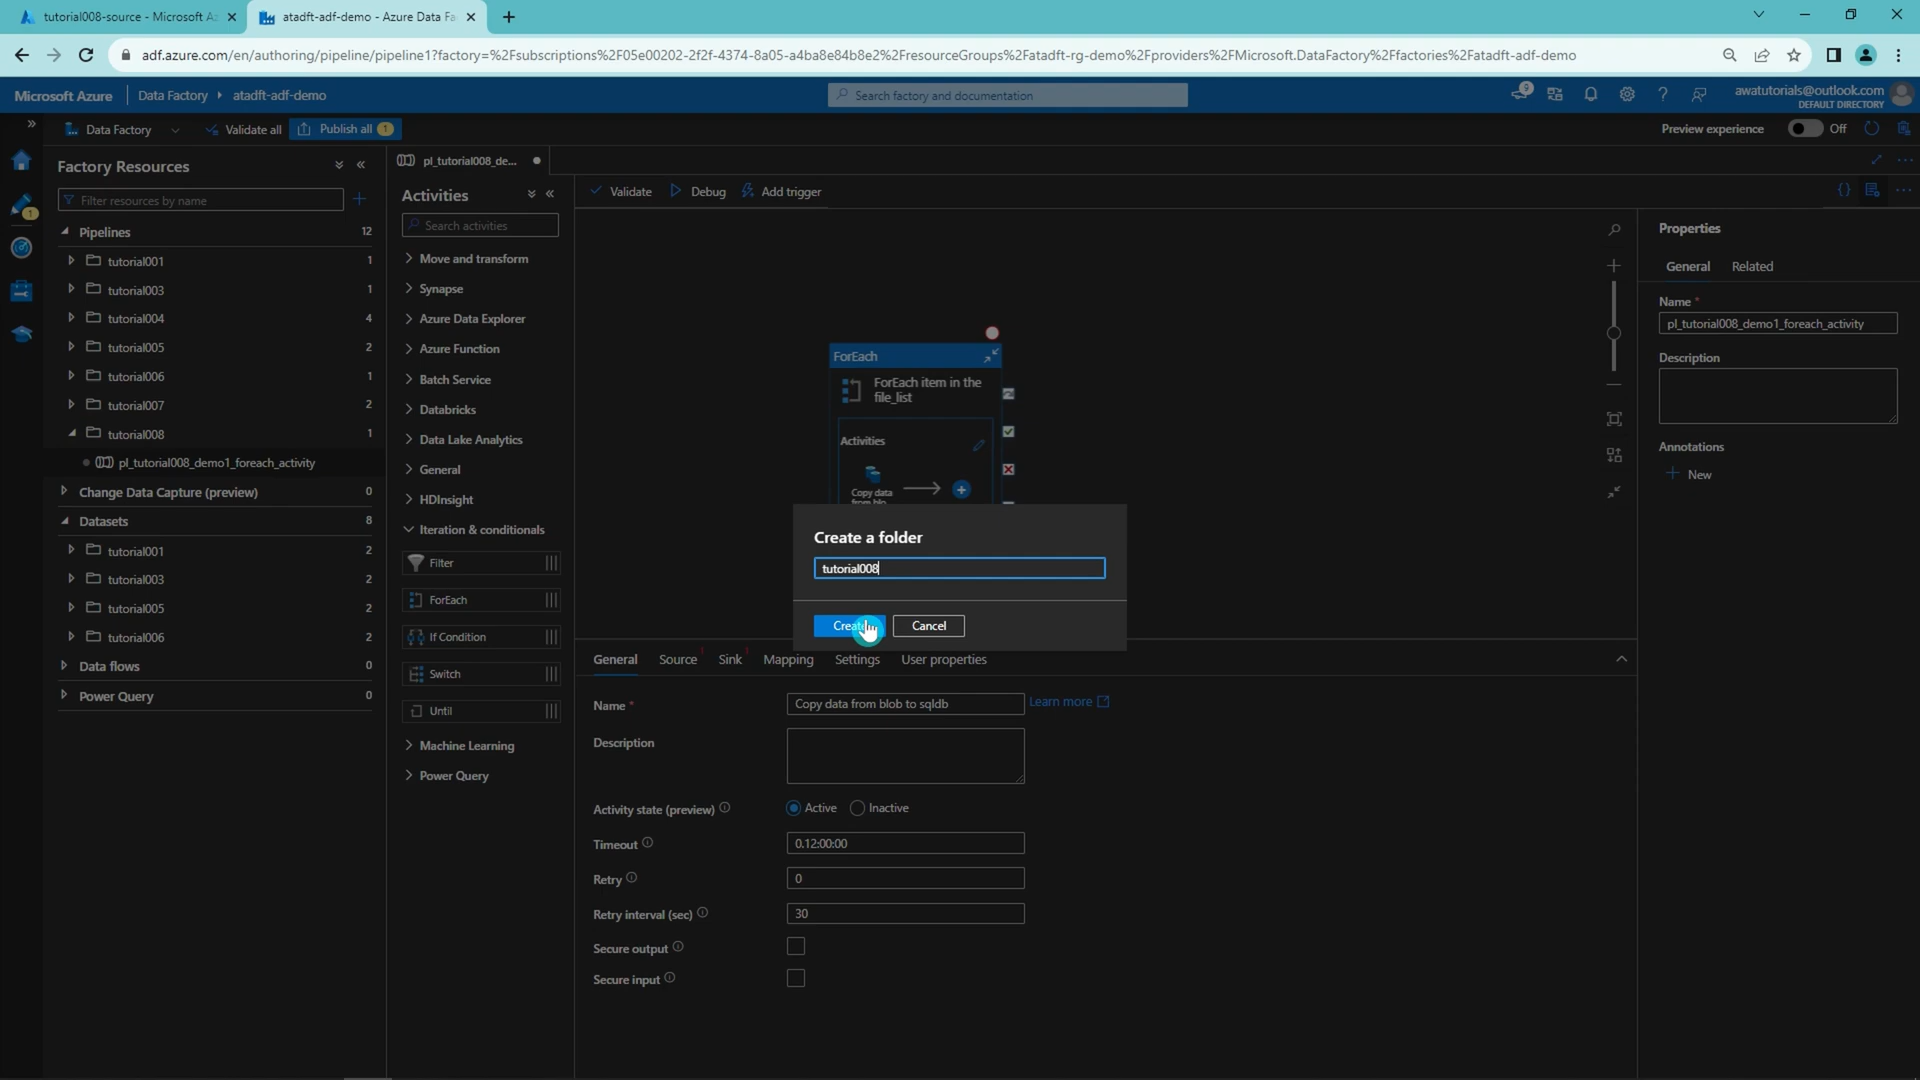 tutorial008-source - Microsoft Az
atadft-adf-demo - Azure Data Fa
adf.azure.com/en/authoring/pipeline/pipeline1?factory=%2Fsubscriptions%2F05e00202-2f2f-4374-8a05-a4ba8e84b8e2%2FresourceGroups%2Fatadft-rg-demo%2Fproviders%2FMicrosoft.DataFactory%2Ffactories%2Fatadft-adf-demo
Microsoft Azure
Data Factory
atadft-adf-demo
Search factory and documentation
9
awatutorials@outlook.com
DEFAULT DIRECTORY
Data Factory
Validate all
Publish all 1
Preview experience
Off
1
Factory Resources
Filter resources by name
Pipelines 12
tutorial001 1
tutorial003 1
tutorial004 4
tutorial005 2
tutorial006 1
tutorial007 2
tutorial008 1
pl_tutorial008_demo1_foreach_activity
Change Data Capture (preview) 0
Datasets 8
tutorial001 2
tutorial003 2
tutorial005 2
tutorial006 2
Data flows 0
Power Query 0
pl_tutorial008_de...
Activities
Search activities
Move and transform
Synapse
Azure Data Explorer
Azure Function
Batch Service
Databricks
Data Lake Analytics
General
HDInsight
Iteration & conditionals
Filter
ForEach
If Condition
Switch
Until
Machine Learning
Power Query
Validate
Debug
Add trigger
ForEach
ForEach item in the
file_list
Activities
Copy data
from blo
Create a folder
tutorial008
Create
Cancel
General
Source
Sink
Mapping
Settings
User properties
Name *
Copy data from blob to sqldb
Learn more
Description
Activity state (preview)
Active
Inactive
Timeout
0.12:00:00
Retry
0
Retry interval (sec)
30
Secure output
Secure input
Properties
General
Related
Name *
pl_tutorial008_demo1_foreach_activity
Description
Annotations
New